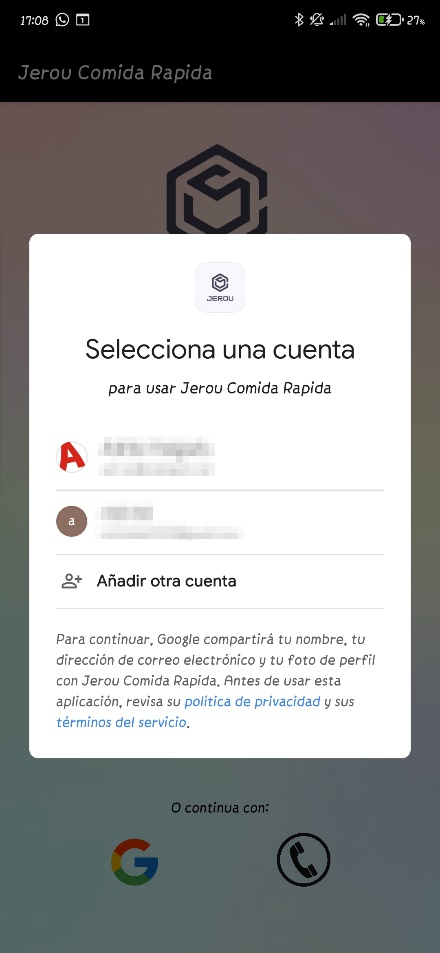 17:08
27%
Jerou Comida Rapida
JEROU
Selecciona una cuenta
para usar Jerou Comida Rapida
a
Añadir otra cuenta
Para continuar, Google compartirá tu nombre, tu
dirección de correo electrónico y tu foto de perfil
con Jerou Comida Rapida. Antes de usar esta
aplicación, revisa su política de privacidad y sus
términos del servicio.
O continua con: